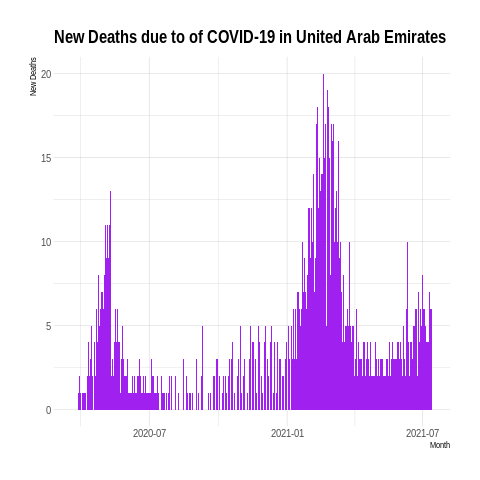 New Deaths due to of COVID-19 in United Arab Emirates
New Deaths
20
15
10
5
0
2020-07
2021-01
2021-07
Month